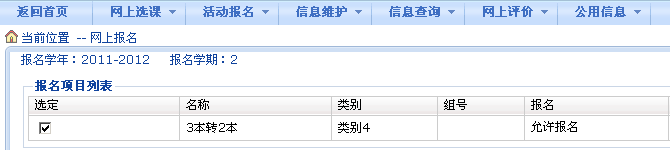 返回首页 网上选课 活动报名 信息维护 信息查询 网上评价 公用信息
当前位置 -- 网上报名
报名学年：2011-2012 报名学期：2
报名项目列表
选定 名称 类别 组号 报名
3本转2本 类别4 允许报名